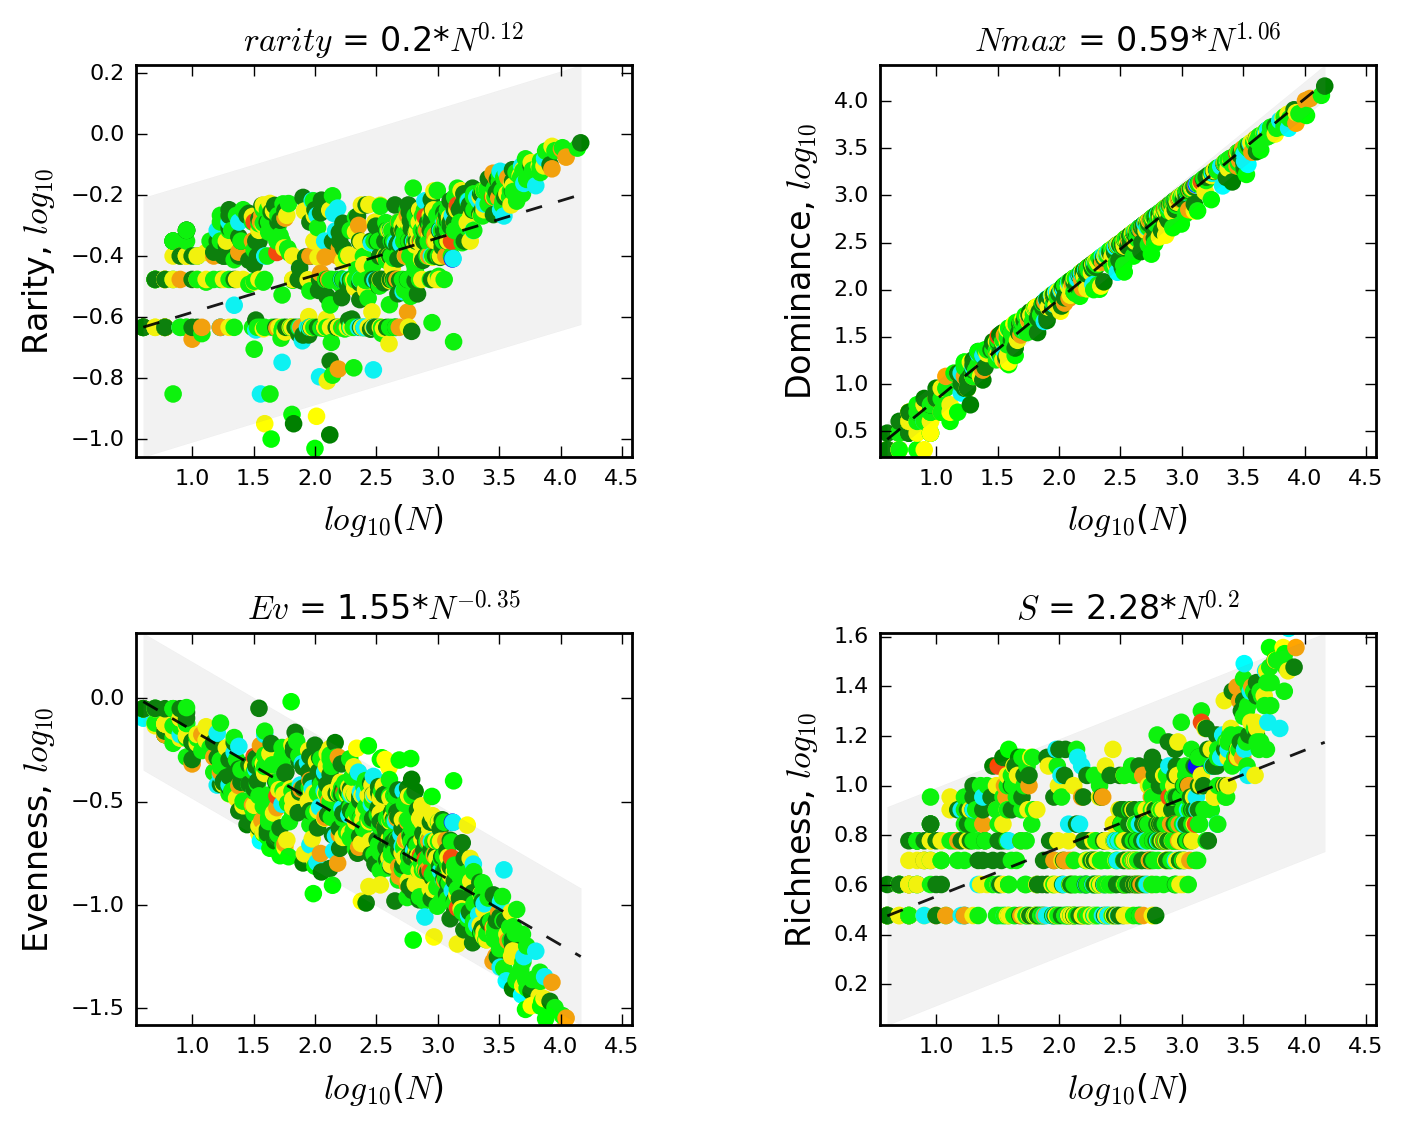 rarity = 0.2*N^0.12
Rarity, log10
0.2
0.0
−0.2
−0.4
−0.6
−0.8
−1.0
1.0 1.5 2.0 2.5 3.0 3.5 4.0 4.5
log10(N)
Nmax = 0.59*N^1.06
Dominance, log10
4.0
3.5
3.0
2.5
2.0
1.5
1.0
0.5
1.0 1.5 2.0 2.5 3.0 3.5 4.0 4.5
log10(N)
Ev = 1.55*N^−0.35
Evenness, log10
0.0
−0.5
−1.0
−1.5
1.0 1.5 2.0 2.5 3.0 3.5 4.0 4.5
log10(N)
S = 2.28*N^0.2
Richness, log10
1.6
1.4
1.2
1.0
0.8
0.6
0.4
0.2
1.0 1.5 2.0 2.5 3.0 3.5 4.0 4.5
log10(N)